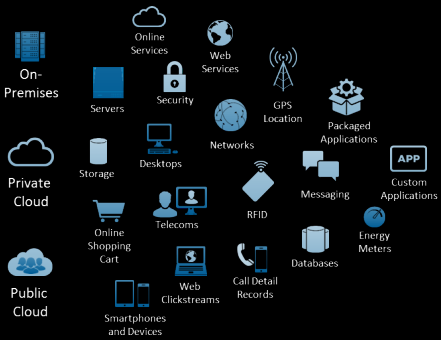 Online
Services
Web
Services
On-
Premises
Servers
Security
GPS
Location
Packaged
Applications
Networks
Desktops
Storage
Private
Cloud
Messaging
APP
Custom
Applications
RFID
Telecoms
Online
Shopping
Cart
Energy
Meters
Databases
Public
Cloud
Web
Clickstreams
Call Detail
Records
Smartphones
and Devices